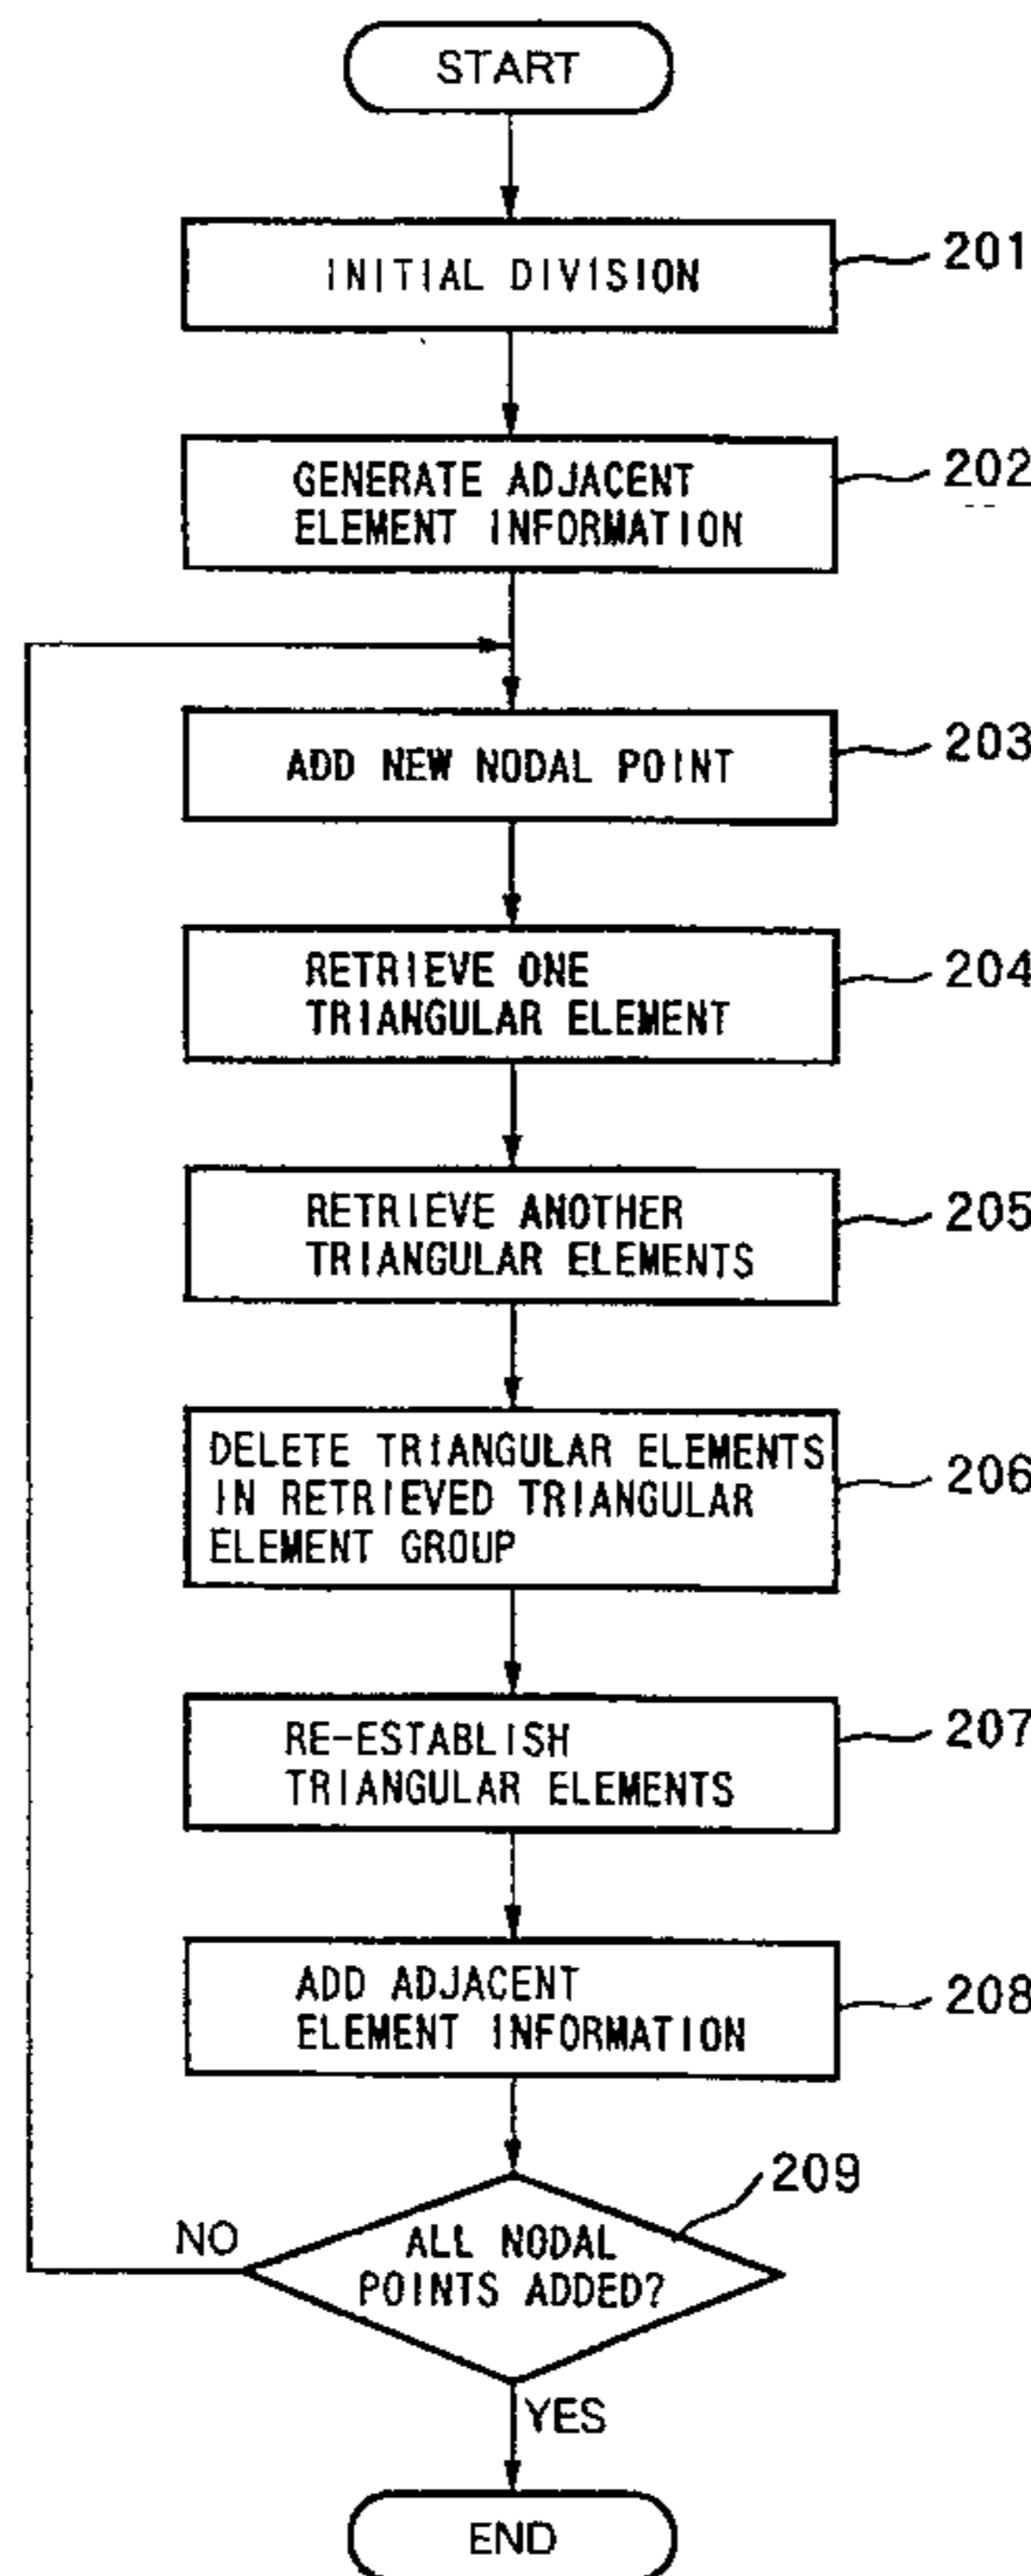 START
INITIAL DIVISION
201
GENERATE ADJACENT
ELEMENT INFORMATION
202
ADD NEW NODAL POINT
203
RETRIEVE ONE
TRIANGULAR ELEMENT
204
RETRIEVE ANOTHER
TRIANGULAR ELEMENTS
205
DELETE TRIANGULAR ELEMENTS
IN RETRIEVED TRIANGULAR
ELEMENT GROUP
206
RE-ESTABLISH
TRIANGULAR ELEMENTS
207
ADD ADJACENT
ELEMENT INFORMATION
208
209
NO
ALL NODAL
POINTS ADDED?
YES
END